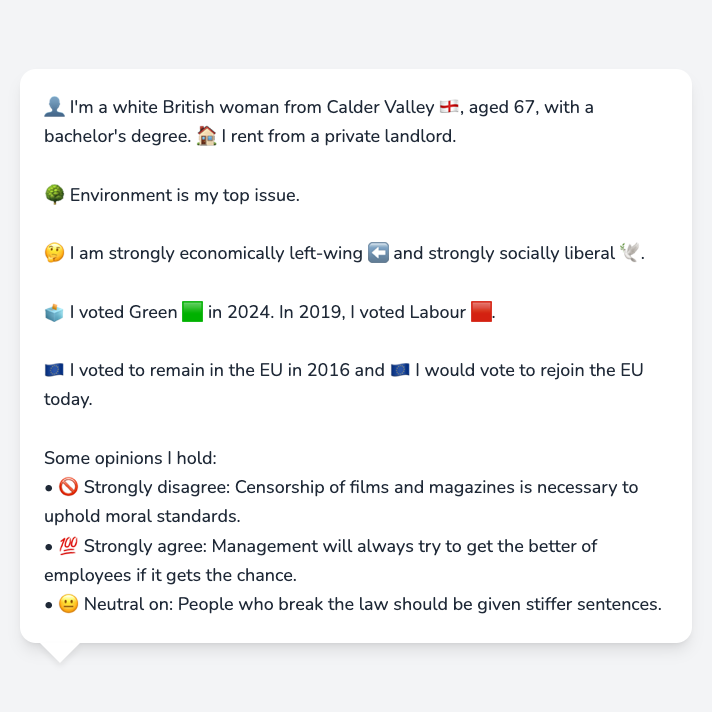 👤 I'm a white British woman from Calder Valley 🏴󠁧󠁢󠁥󠁮󠁧󠁿, aged 67, with a
bachelor's degree. 🏠 I rent from a private landlord.
🌳 Environment is my top issue.
🤔 I am strongly economically left-wing ⬅️ and strongly socially liberal 🕊️.
🗳️ I voted Green 🟩 in 2024. In 2019, I voted Labour 🟥.
🇪🇺 I voted to remain in the EU in 2016 and 🇪🇺 I would vote to rejoin the EU
today.
Some opinions I hold:
• 🚫 Strongly disagree: Censorship of films and magazines is necessary to
uphold moral standards.
• 💯 Strongly agree: Management will always try to get the better of
employees if it gets the chance.
• 😐 Neutral on: People who break the law should be given stiffer sentences.